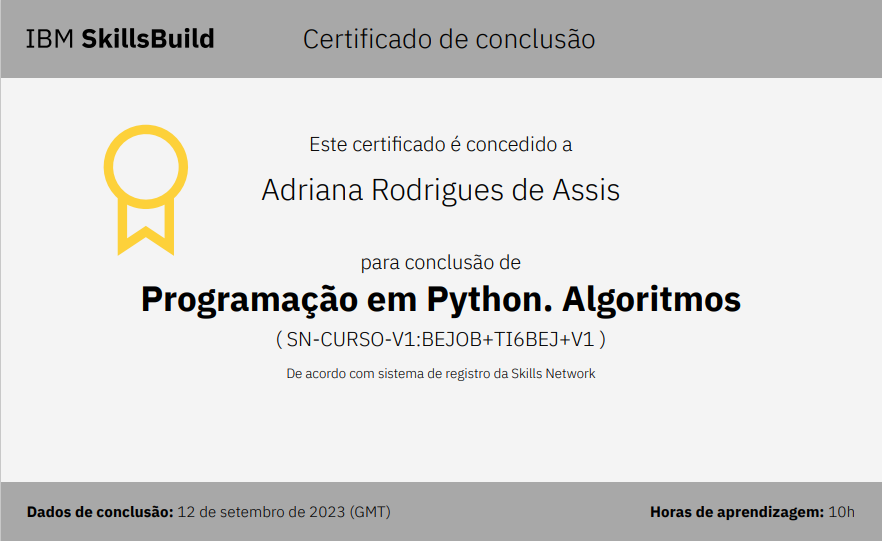 IBM SkillsBuild
Certificado de conclusão
Este certificado é concedido a
Adriana Rodrigues de Assis
para conclusão de
Programação em Python. Algoritmos
( SN-CURSO-V1:BEJOB+TI6BEJ+V1 )
De acordo com sistema de registro da Skills Network
Dados de conclusão: 12 de setembro de 2023 (GMT)
Horas de aprendizagem: 10h